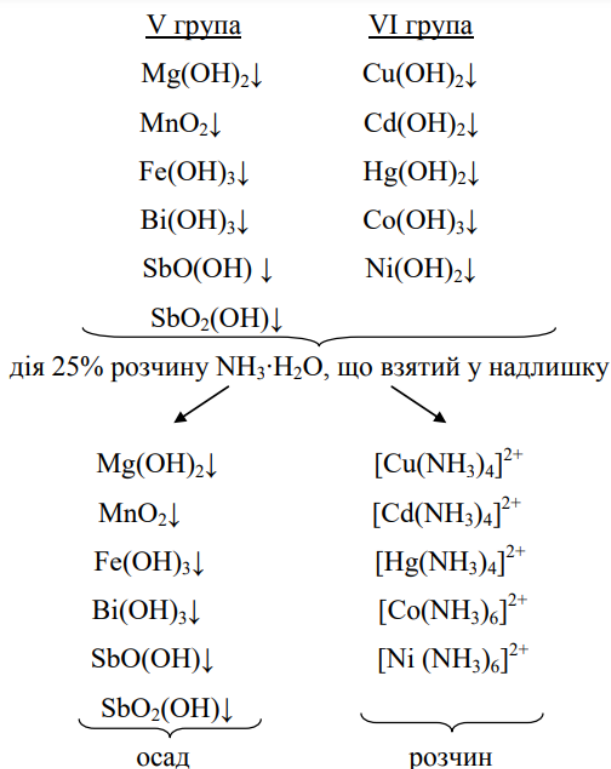 V група VI група
Mg(OH)₂↓ Cu(OH)₂↓
MnO₂↓ Cd(OH)₂↓
Fe(OH)₃↓ Hg(OH)₂↓
Bi(OH)₃↓ Co(OH)₃↓
SbO(OH) ↓ Ni(OH)₂↓
SbO₂(OH)↓
дія 25% розчину NH₃·H₂O, що взятий у надлишку
Mg(OH)₂↓ [Cu(NH₃)₄]²⁺
MnO₂↓ [Cd(NH₃)₄]²⁺
Fe(OH)₃↓ [Hg(NH₃)₄]²⁺
Bi(OH)₃↓ [Co(NH₃)₆]²⁺
SbO(OH)↓ [Ni (NH₃)₆]²⁺
SbO₂(OH)↓
осад розчин